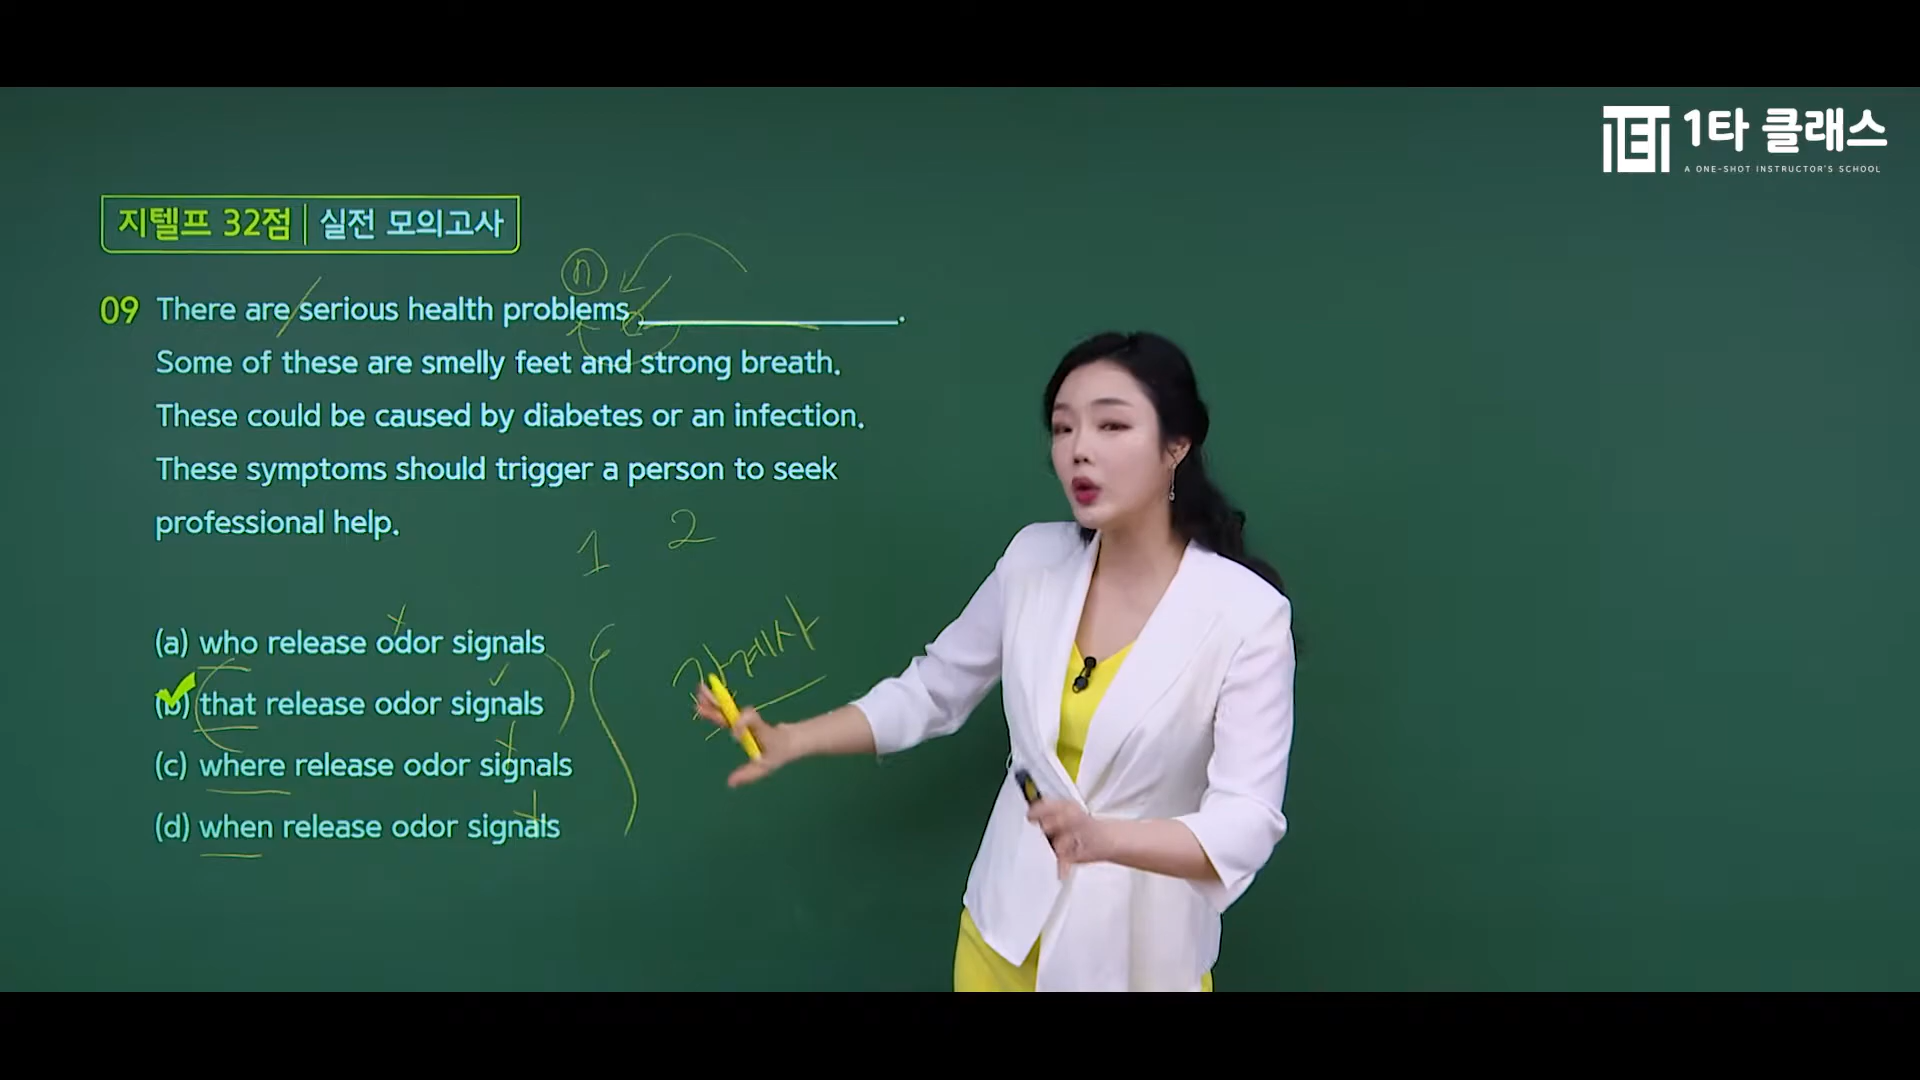 1타 클래스
A ONE-SHOT INSTRUCTOR'S SCHOOL
지텔프 32점 | 실전 모의고사
n
09 There are serious health problems ____________.
Some of these are smelly feet and strong breath.
These could be caused by diabetes or an infection.
These symptoms should trigger a person to seek
professional help.
1 2
(a) who release odor signals
(b) that release odor signals
(c) where release odor signals
(d) when release odor signals